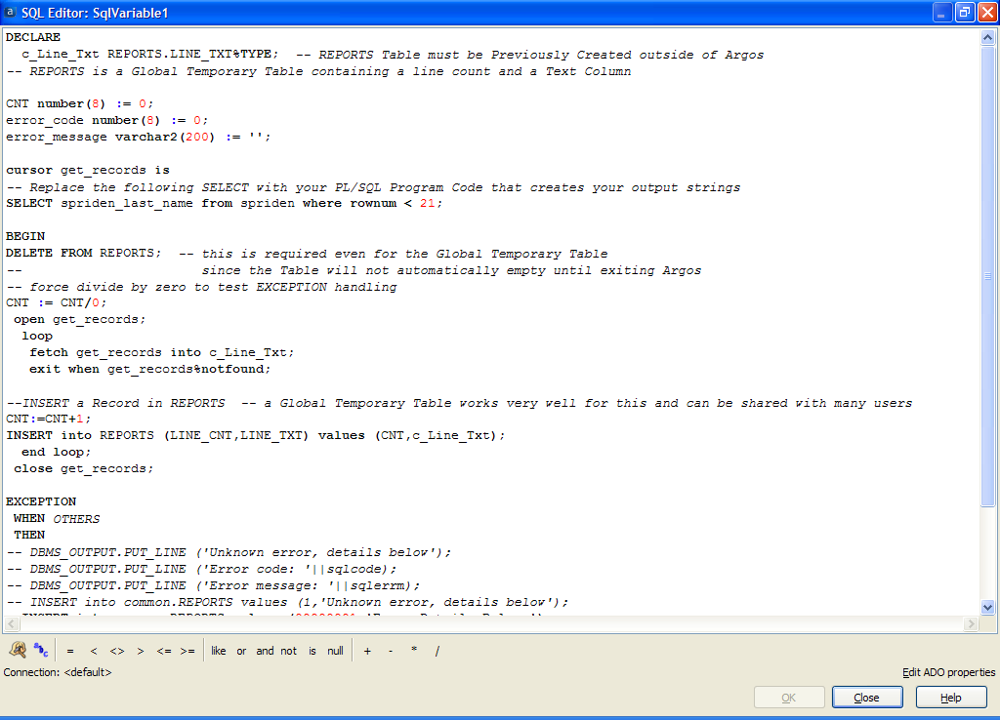 SQL Editor: SqlVariable1
DECLARE
  c_Line_Txt REPORTS.LINE_TXT%TYPE;  -- REPORTS Table must be Previously Created outside of Argos
-- REPORTS is a Global Temporary Table containing a line count and a Text Column
CNT number(8) := 0;
error_code number(8) := 0;
error_message varchar2(200) := '';
cursor get_records is
-- Replace the following SELECT with your PL/SQL Program Code that creates your output strings
SELECT spriden_last_name from spriden where rownum < 21;
BEGIN
DELETE FROM REPORTS;  -- this is required even for the Global Temporary Table
--                       since the Table will not automatically empty until exiting Argos
-- force divide by zero to test EXCEPTION handling
CNT := CNT/0;
 open get_records;
  loop
   fetch get_records into c_Line_Txt;
   exit when get_records%notfound;
--INSERT a Record in REPORTS  -- a Global Temporary Table works very well for this and can be shared with many users
CNT:=CNT+1;
INSERT into REPORTS (LINE_CNT,LINE_TXT) values (CNT,c_Line_Txt);
  end loop;
 close get_records;
EXCEPTION
 WHEN OTHERS
 THEN
-- DBMS_OUTPUT.PUT_LINE ('Unknown error, details below');
-- DBMS_OUTPUT.PUT_LINE ('Error code: '||sqlcode);
-- DBMS_OUTPUT.PUT_LINE ('Error message: '||sqlerrm);
-- INSERT into common.REPORTS values (1,'Unknown error, details below');
= < <> > <= >= like or and not is null + - * /
Connection: <default>
Edit ADO properties
OK Close Help